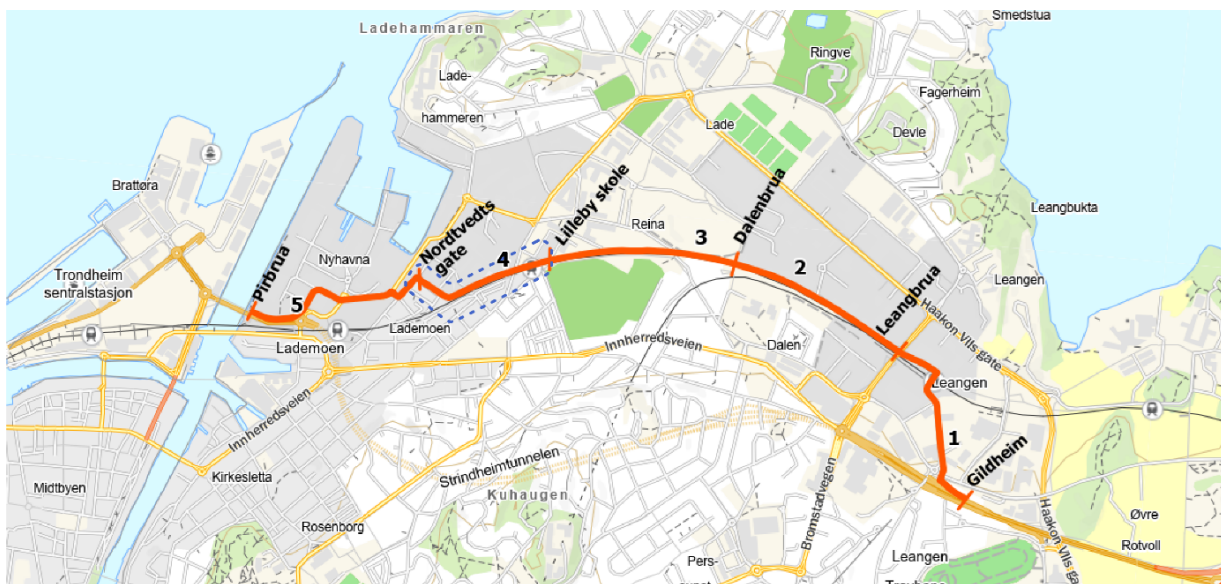 Ladehammeren
Smedstua
Ringve
Fagerheim
Lade-
hammeren
Lade
Devle
Brattøra
Lilleby skole
Dalenbrua
Leangbukta
Nordtvedts
gate
Reina
3
4
Nyhavna
Pirbrua
Trondheim
sentralstasjon
2
Leangen
5
Leangbrua
Haakon VIIs gate
Lademoen
Lademoen
Innherredsveien
Dalen
Leangen
Innherredsveien
1
Gildheim
Strindheimtunnelen
Kirkesletta
Midtbyen
Kuhaugen
Bromstadvegen
Haakon VIIs gate
Øvre
Rotvoll
Rosenborg
Leangen
Pers-